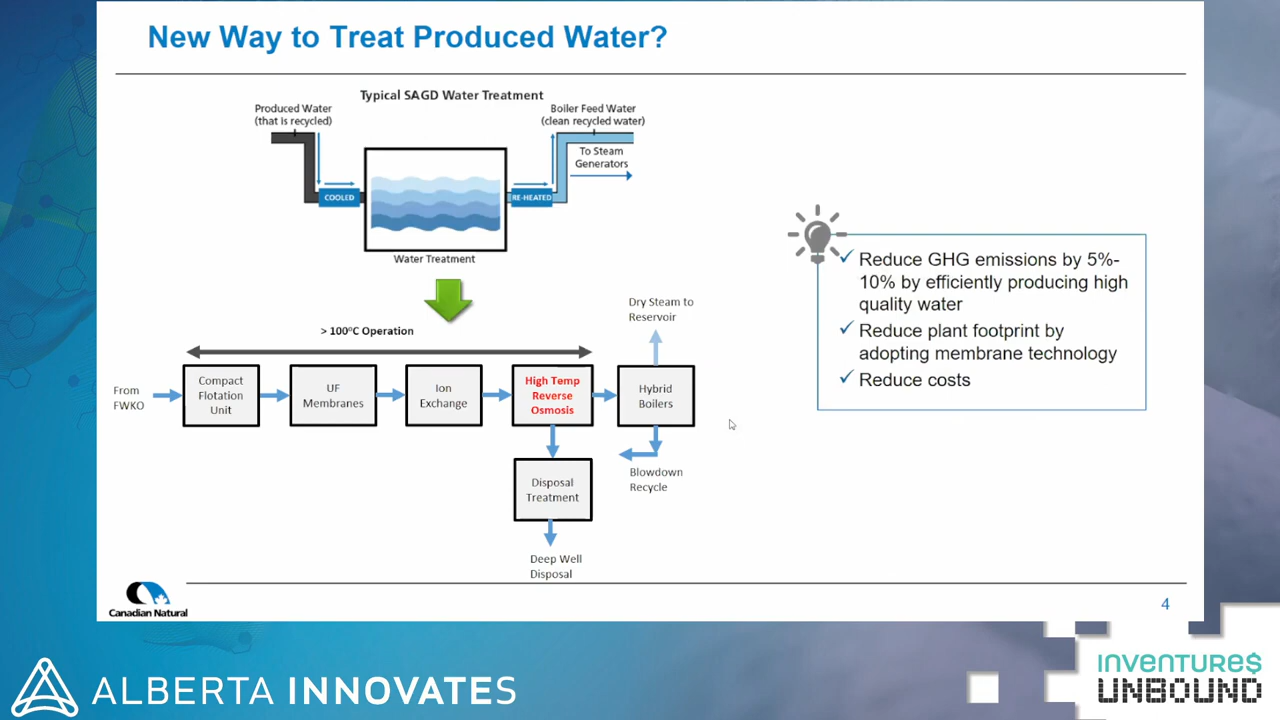 New Way to Treat Produced Water?
Typical SAGD Water Treatment
Produced Water
(that is recycled)
Boiler Feed Water
(clean recycled water)
To Steam
Generators
COOLED
RE-HEATED
Water Treatment
Reduce GHG emissions by 5%-
10% by efficiently producing high
quality water
Reduce plant footprint by
adopting membrane technology
Reduce costs
Dry Steam to
Reservoir
> 100°C Operation
From
FWKO
Compact
Flotation
Unit
UF
Membranes
Ion
Exchange
High Temp
Reverse
Osmosis
Hybrid
Boilers
Blowdown
Recycle
Disposal
Treatment
Deep Well
Disposal
Canadian Natural
4
ALBERTA INNOVATES
INVENTURE$
UNBOUND